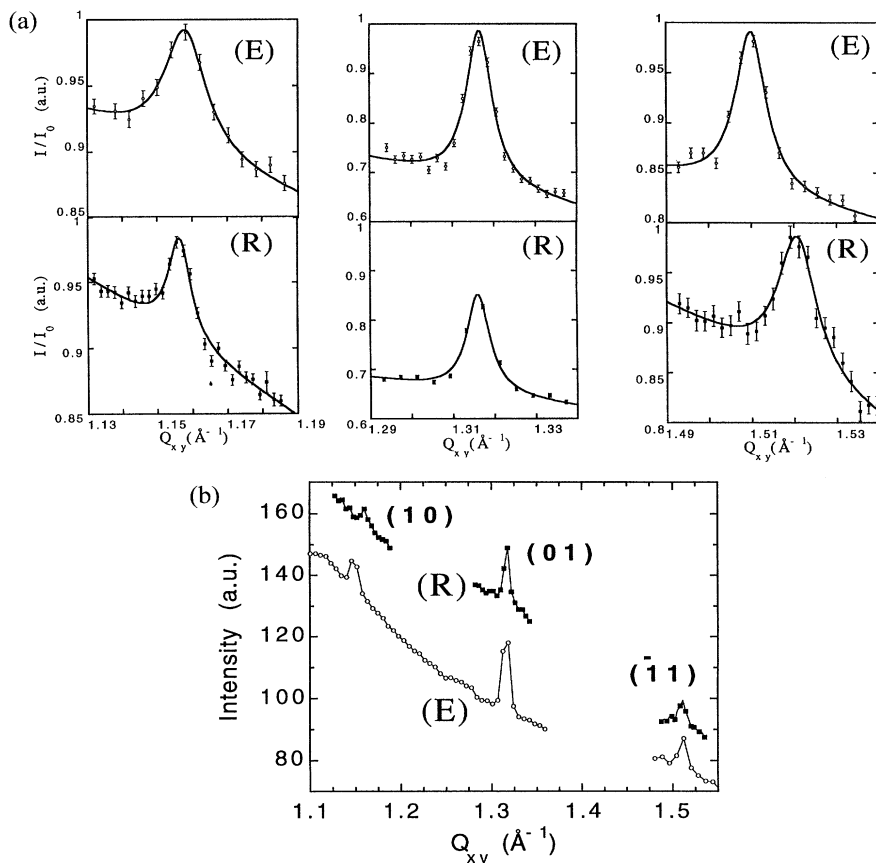 (a)
1
0.95
0.9
0.85
I / I0 (a.u.)
(E)
1
0.9
0.8
0.7
0.6
(E)
1
0.95
0.9
0.85
0.8
(E)
1
0.95
0.9
0.85
I / I0 (a.u.)
(R)
1.13 1.15 1.17 1.19
Qxy(Å-1)
1
0.9
0.8
0.7
0.6
(R)
1.29 1.31 1.33
Qxy(Å-1)
1
0.95
0.9
0.85
0.8
(R)
1.49 1.51 1.53
Qxy(Å-1)
(b)
160
140
120
100
80
Intensity (a.u.)
(1 0)
(R)
(0 1)
(E)
(1̄ 1)
1.1 1.2 1.3 1.4 1.5
Qxy (Å-1)